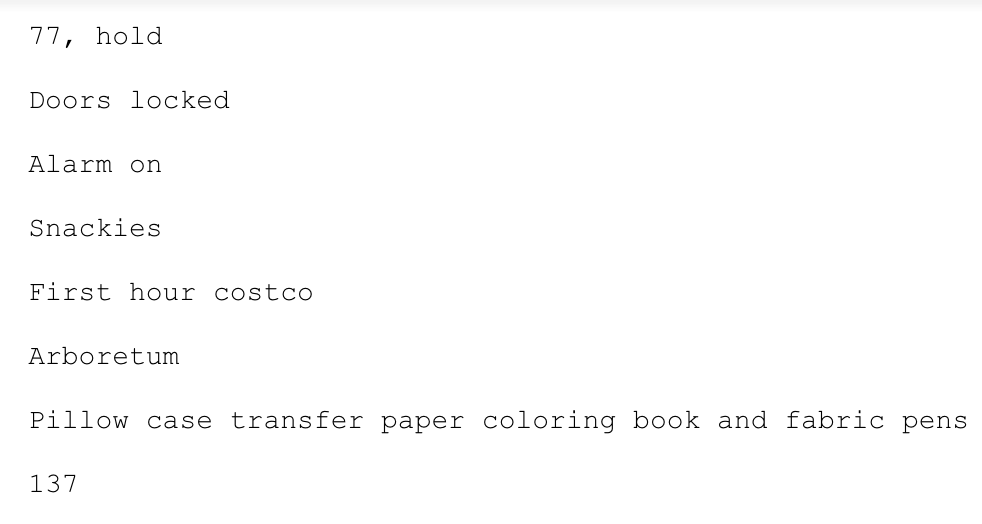 77, hold
Doors locked
Alarm on
Snackies
First hour costco
Arboretum
Pillow case transfer paper coloring book and fabric pens
137